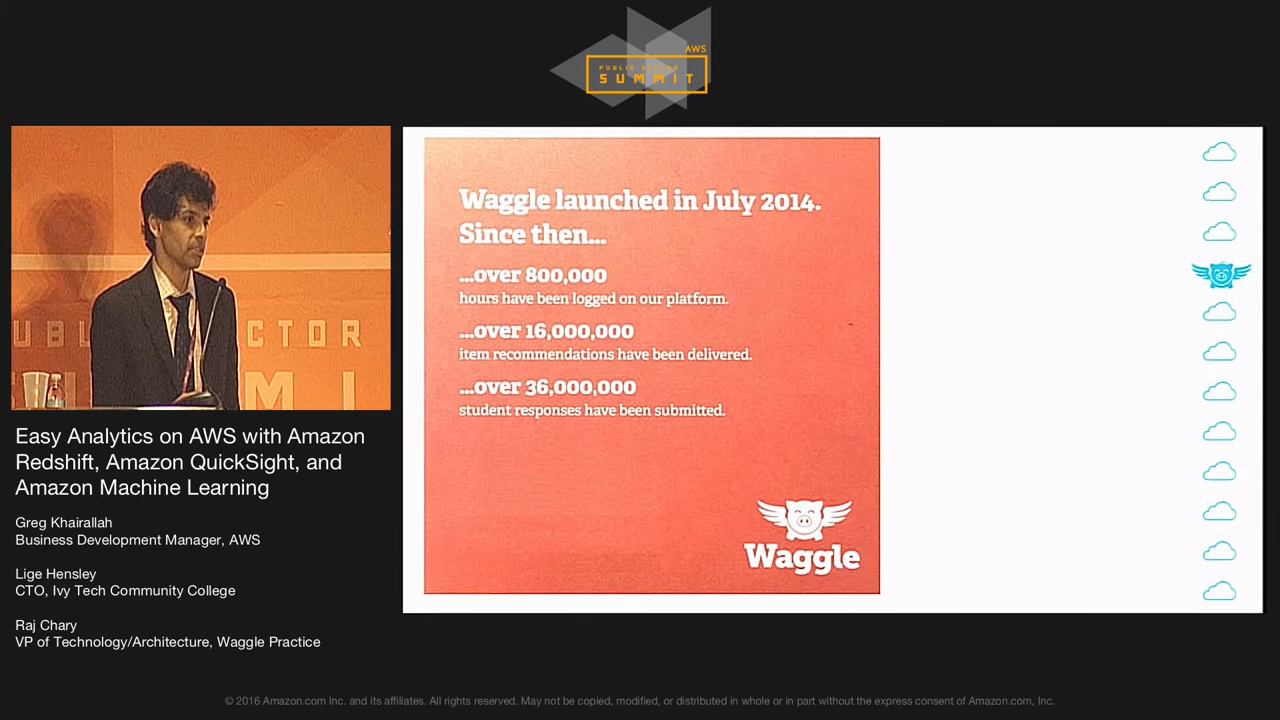 AWS
PUBLIC SECTOR
SUMMIT
Waggle launched in July 2014.
Since then...
...over 800,000
hours have been logged on our platform.
...over 16,000,000
item recommendations have been delivered.
...over 36,000,000
student responses have been submitted.
Waggle
Easy Analytics on AWS with Amazon
Redshift, Amazon QuickSight, and
Amazon Machine Learning
Greg Khairallah
Business Development Manager, AWS
Lige Hensley
CTO, Ivy Tech Community College
Raj Chary
VP of Technology/Architecture, Waggle Practice
© 2016 Amazon.com Inc. and its affiliates. All rights reserved. May not be copied, modified, or distributed in whole or in part without the express consent of Amazon.com, Inc.